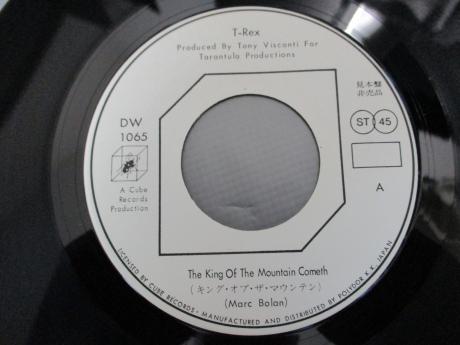 T-Rex
Produced By Tony Visconti For
Tarantula Productions
DW
1065
見本盤
非売品
ST 45
A Cube
Records
Production
A
The King Of The Mountain Cometh
(キング・オブ・ザ・マウンテン)
(Marc Bolan)
LICENSED BY CUBE RECORDS・MANUFACTURED AND DISTRIBUTED BY POLYDOR K.K. JAPAN.